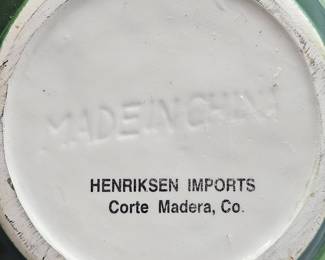 MADE IN CHINA
HENRIKSEN IMPORTS
Corte Madera, Co.